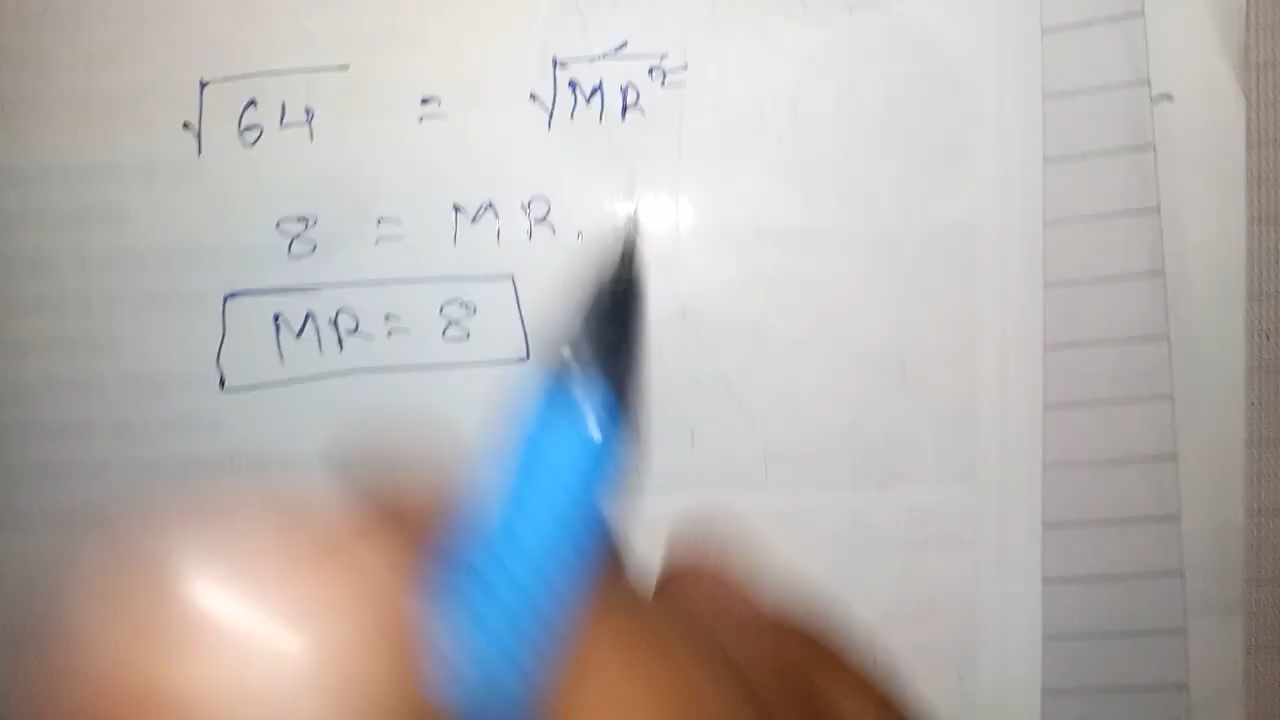 √64 = √MR²
8 = MR.
MR = 8